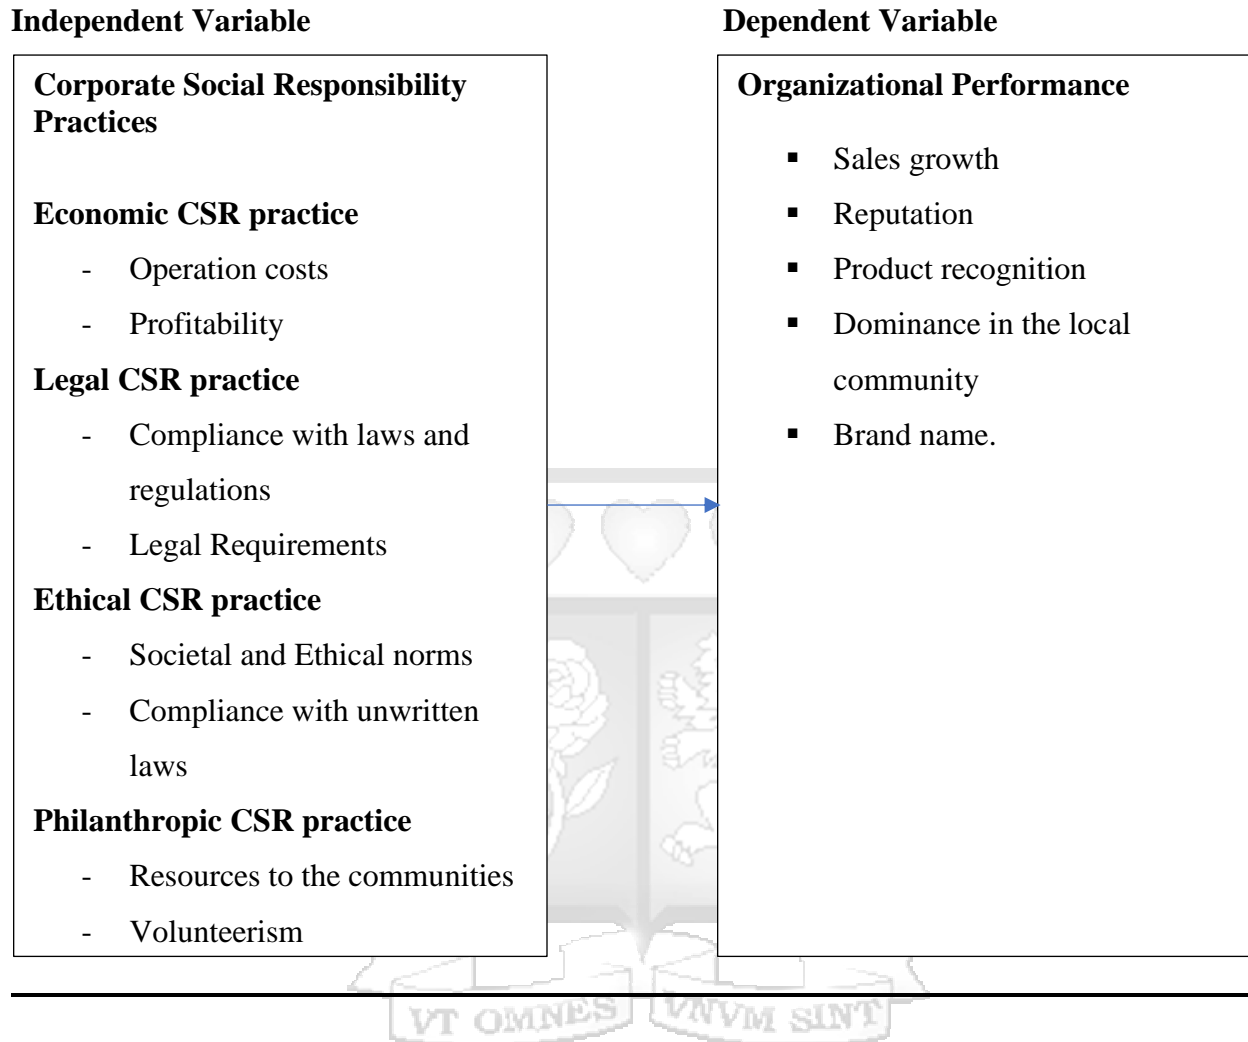 Independent Variable
Dependent Variable
Corporate Social Responsibility
Practices
Economic CSR practice
- Operation costs
- Profitability
Legal CSR practice
- Compliance with laws and
regulations
- Legal Requirements
Ethical CSR practice
- Societal and Ethical norms
- Compliance with unwritten
laws
Philanthropic CSR practice
- Resources to the communities
- Volunteerism
Organizational Performance
▪ Sales growth
▪ Reputation
▪ Product recognition
▪ Dominance in the local
community
▪ Brand name.
VT OMNES VNVM SINT